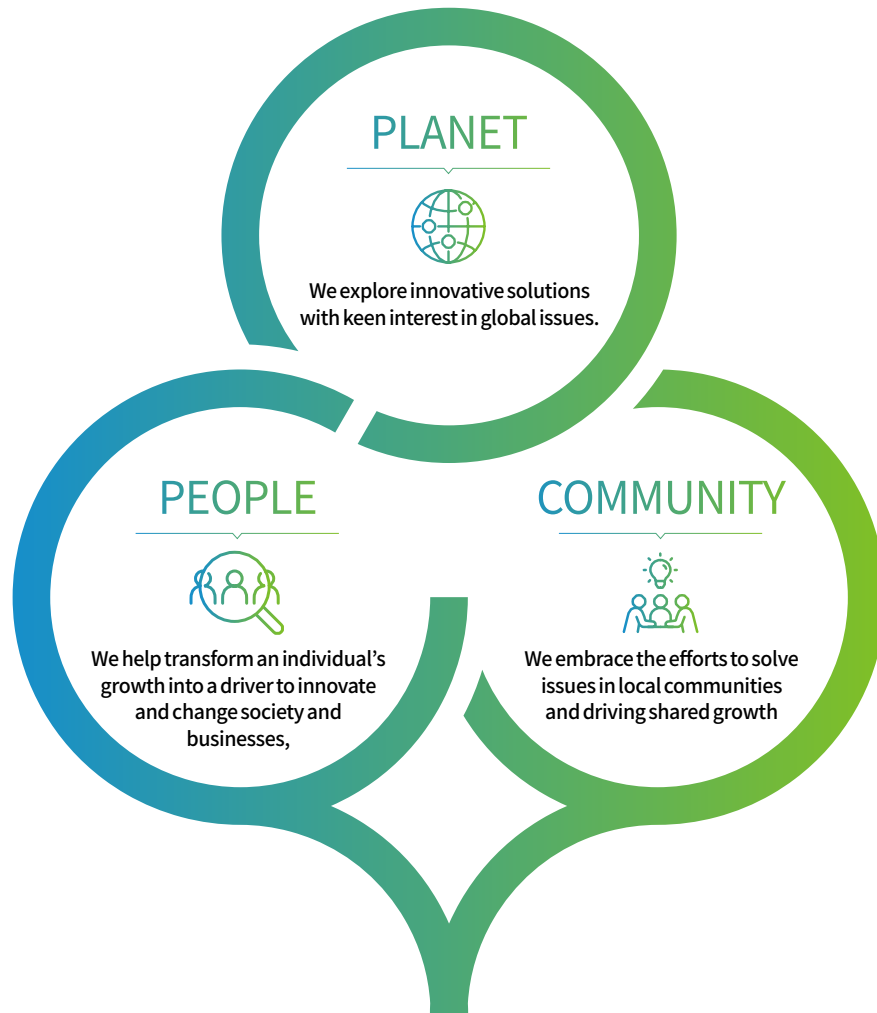 PLANET
We explore innovative solutions
with keen interest in global issues.
PEOPLE
We help transform an individual’s
growth into a driver to innovate
and change society and
businesses,
COMMUNITY
We embrace the efforts to solve
issues in local communities
and driving shared growth